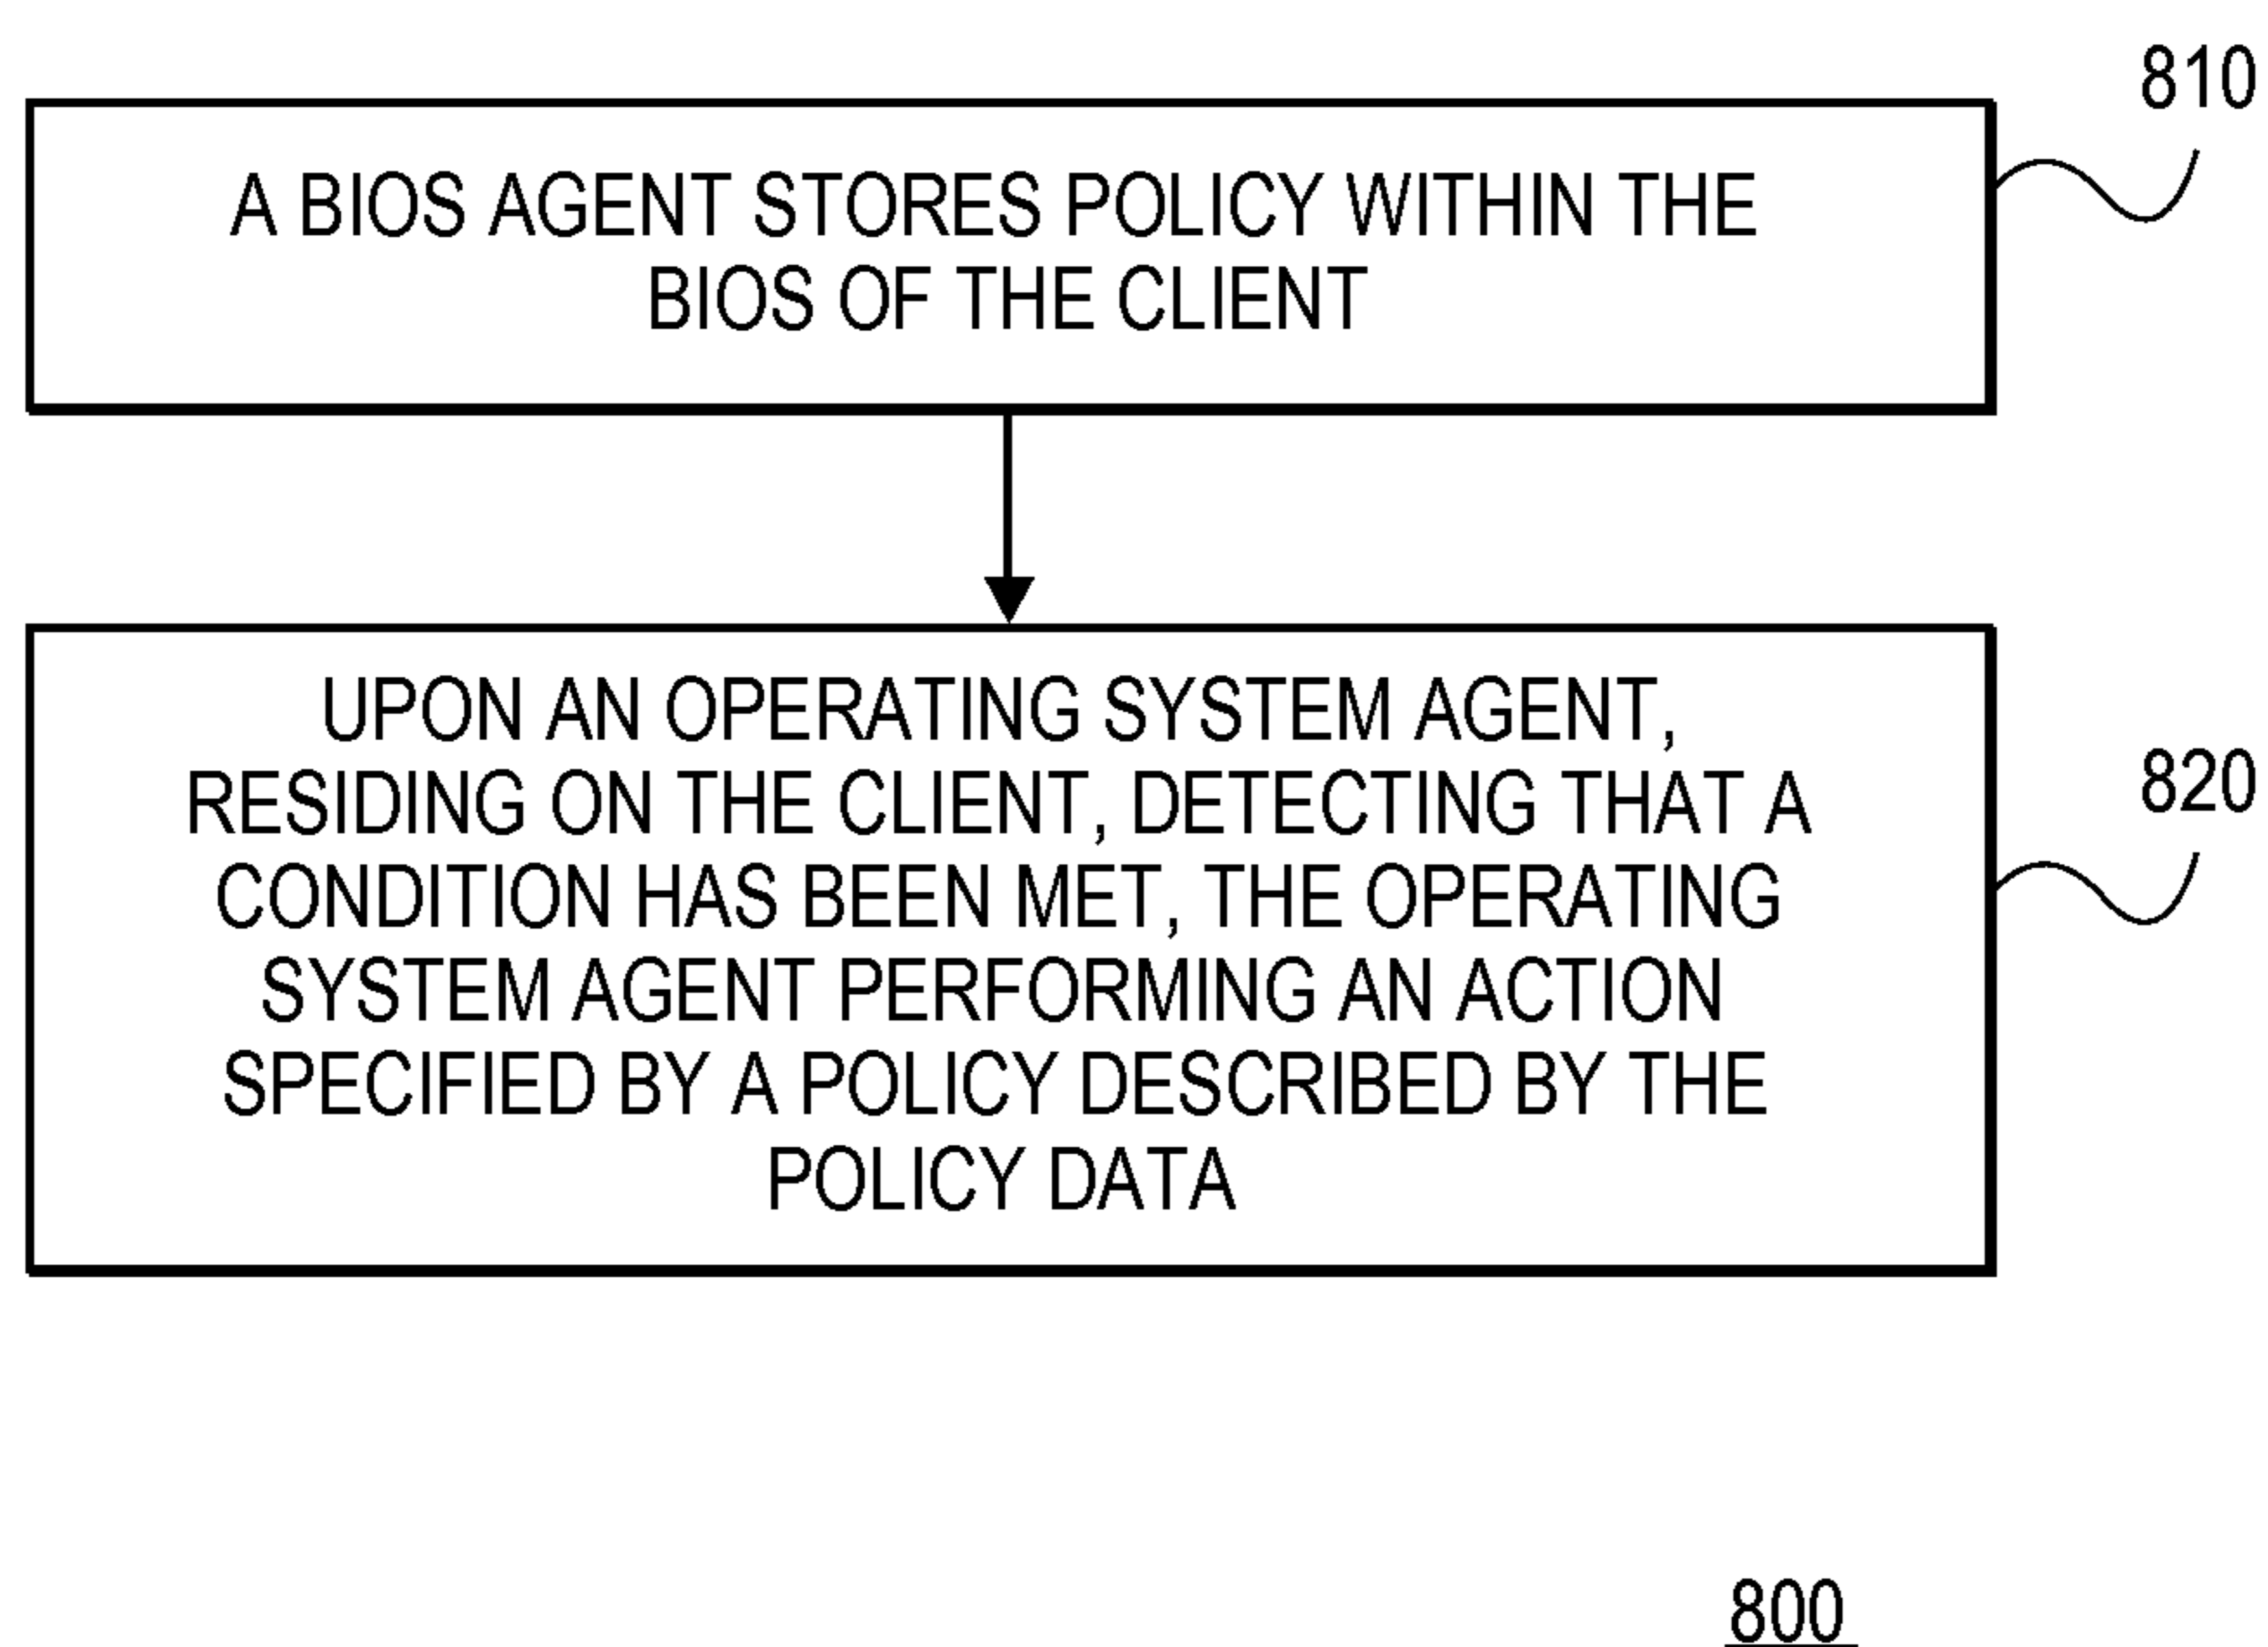 810
A BIOS AGENT STORES POLICY WITHIN THE
BIOS OF THE CLIENT
UPON AN OPERATING SYSTEM AGENT,
RESIDING ON THE CLIENT, DETECTING THAT A
CONDITION HAS BEEN MET, THE OPERATING
SYSTEM AGENT PERFORMING AN ACTION
SPECIFIED BY A POLICY DESCRIBED BY THE
POLICY DATA
820
800